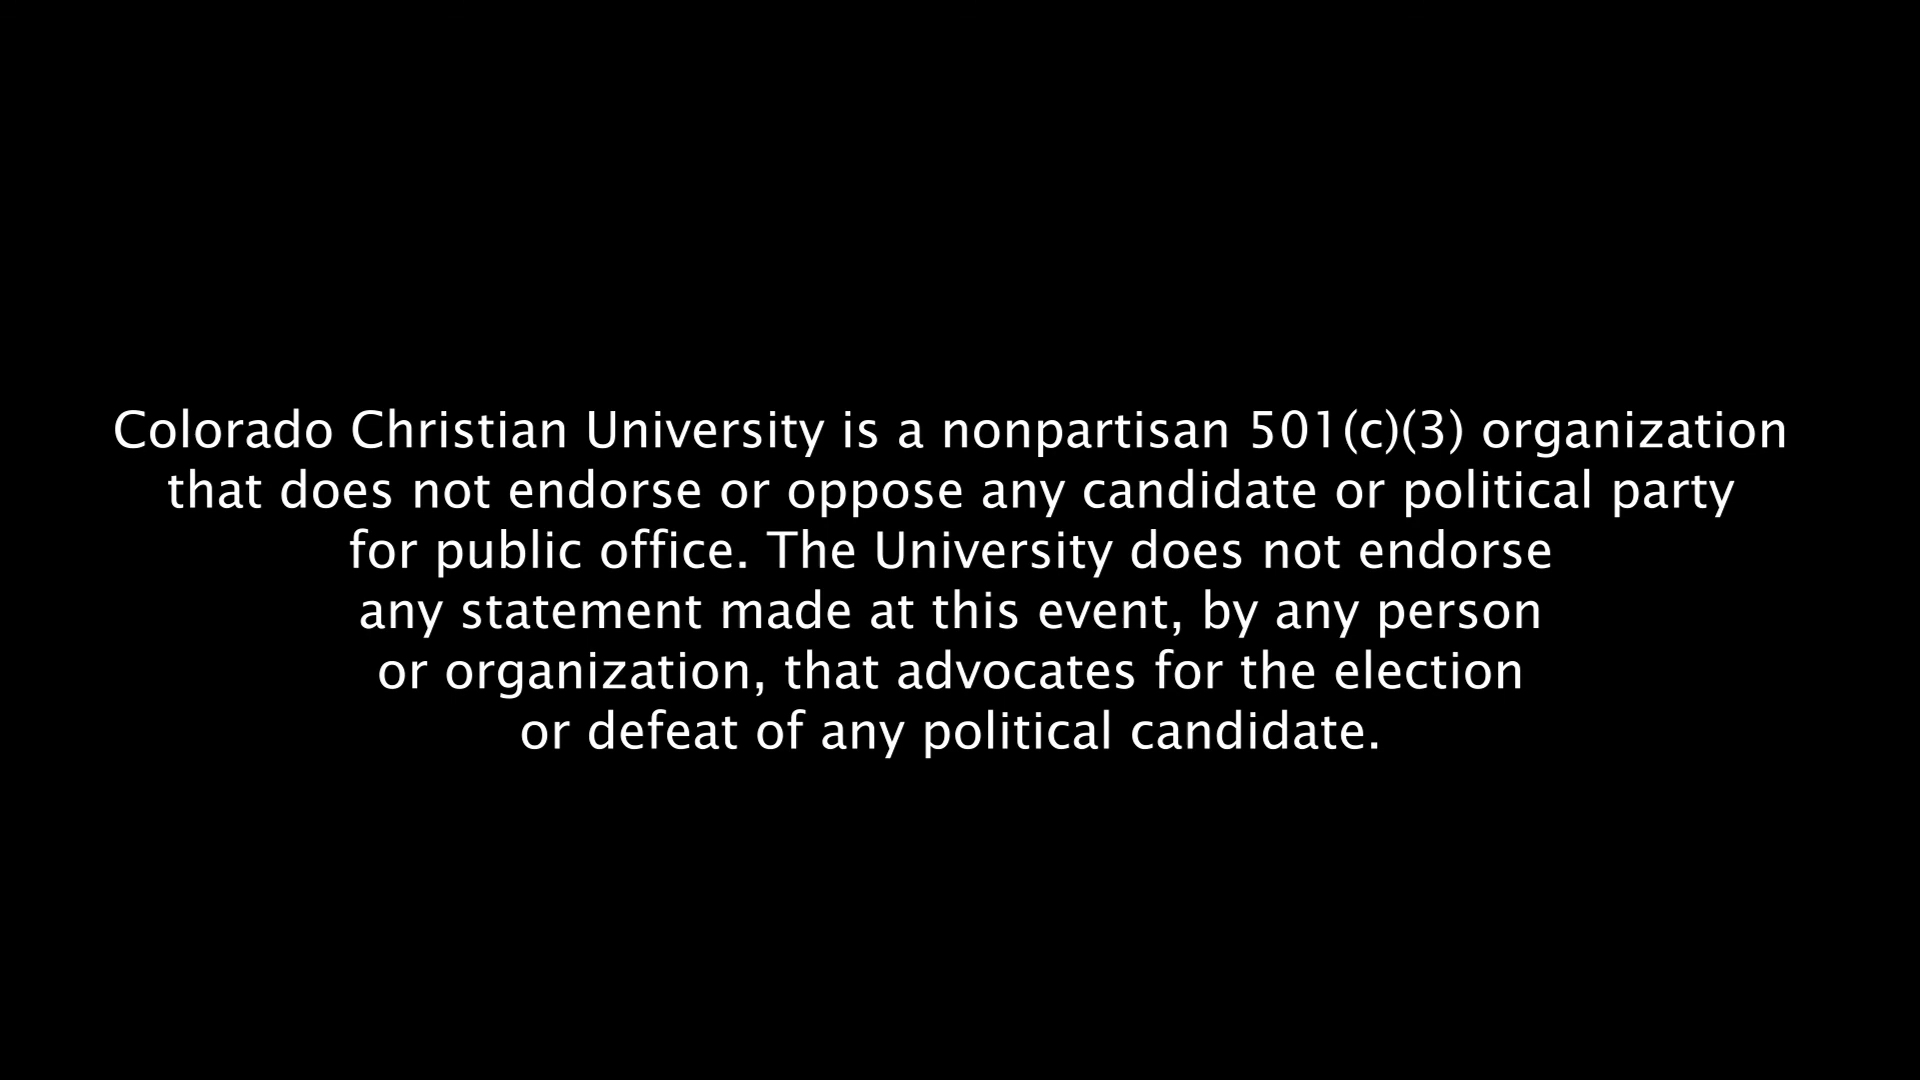 Colorado Christian University is a nonpartisan 501(c)(3) organization
that does not endorse or oppose any candidate or political party
for public office. The University does not endorse
any statement made at this event, by any person
or organization, that advocates for the election
or defeat of any political candidate.